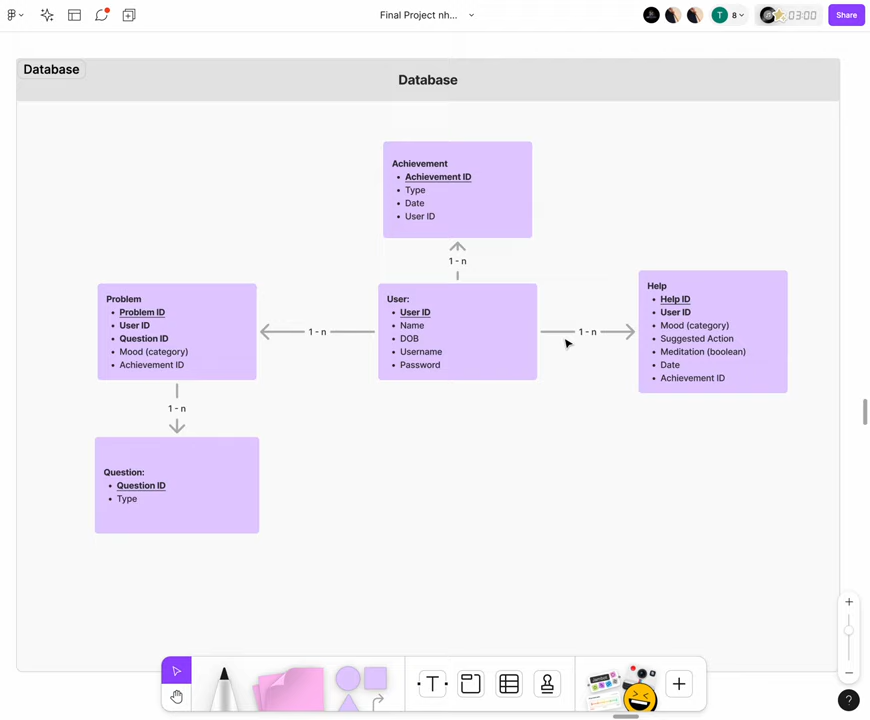 Final Project nh...
T
8
03:00
Share
Database
Database
Achievement
Achievement ID
Type
Date
User ID
1 - n
Problem
Problem ID
User ID
Question ID
Mood (category)
Achievement ID
1 - n
User:
User ID
Name
DOB
Username
Password
1 - n
Help
Help ID
User ID
Mood (category)
Suggested Action
Meditation (boolean)
Date
Achievement ID
1 - n
Question:
Question ID
Type
T
?